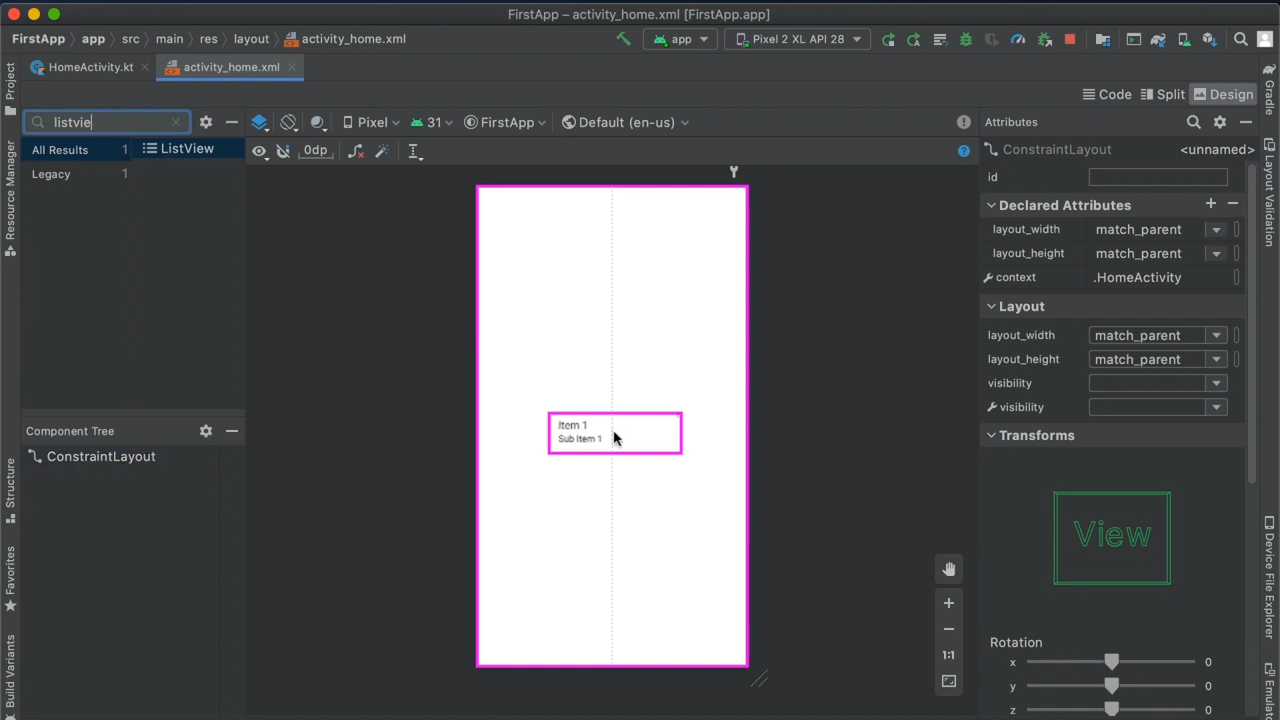 FirstApp – activity_home.xml [FirstApp.app]
FirstApp app src main res layout activity_home.xml
app Pixel 2 XL API 28
HomeActivity.kt activity_home.xml
Code Split Design
listvie
All Results 1
Legacy 1
ListView
Pixel 31 FirstApp Default (en-us)
0dp
Component Tree
ConstraintLayout
Item 1
Sub Item 1
1:1
Attributes
ConstraintLayout <unnamed>
id
Declared Attributes
layout_width match_parent
layout_height match_parent
context .HomeActivity
Layout
layout_width match_parent
layout_height match_parent
visibility
visibility
Transforms
View
Rotation
x 0
y 0
z 0
Project
Resource Manager
Structure
Favorites
Build Variants
Gradle
Layout Validation
Device File Explorer